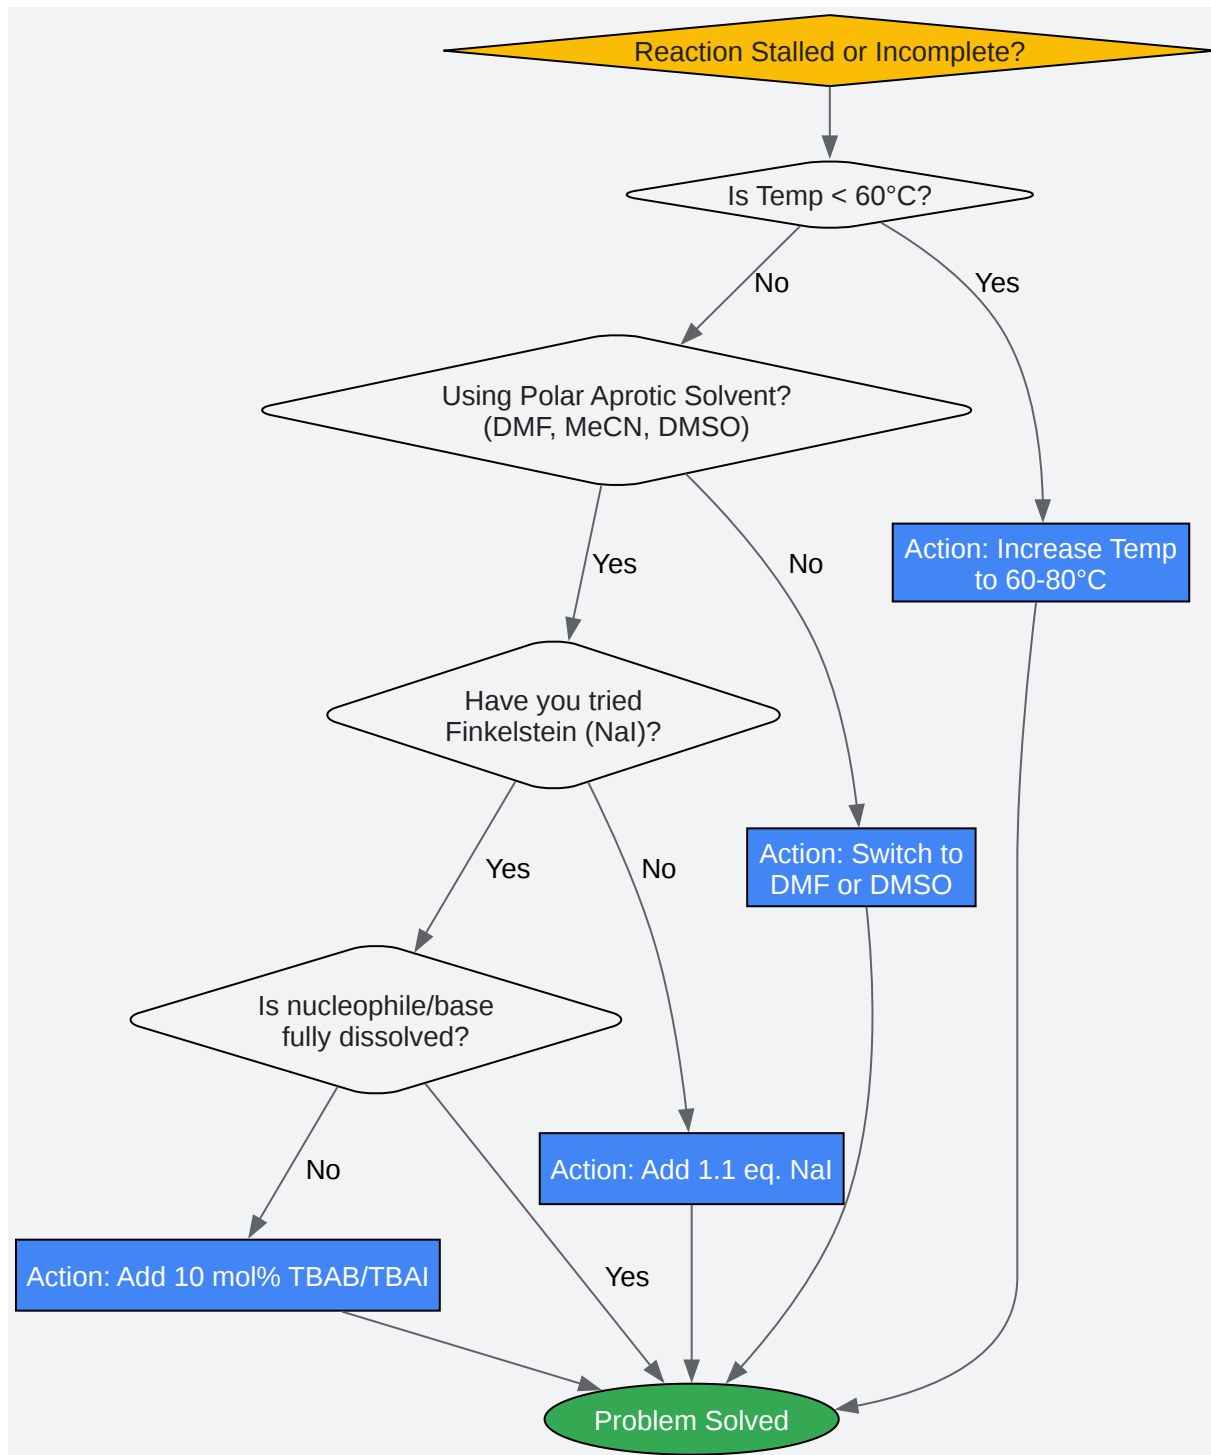 Reaction Stalled or Incomplete?
Is Temp < 60°C?
No
Yes
Using Polar Aprotic Solvent?
(DMF, MeCN, DMSO)
Yes
No
Action: Increase Temp
to 60-80°C
Have you tried
Finkelstein (NaI)?
Yes
No
Action: Switch to
DMF or DMSO
Is nucleophile/base
fully dissolved?
No
Action: Add 1.1 eq. NaI
Action: Add 10 mol% TBAB/TBAI
Yes
Problem Solved